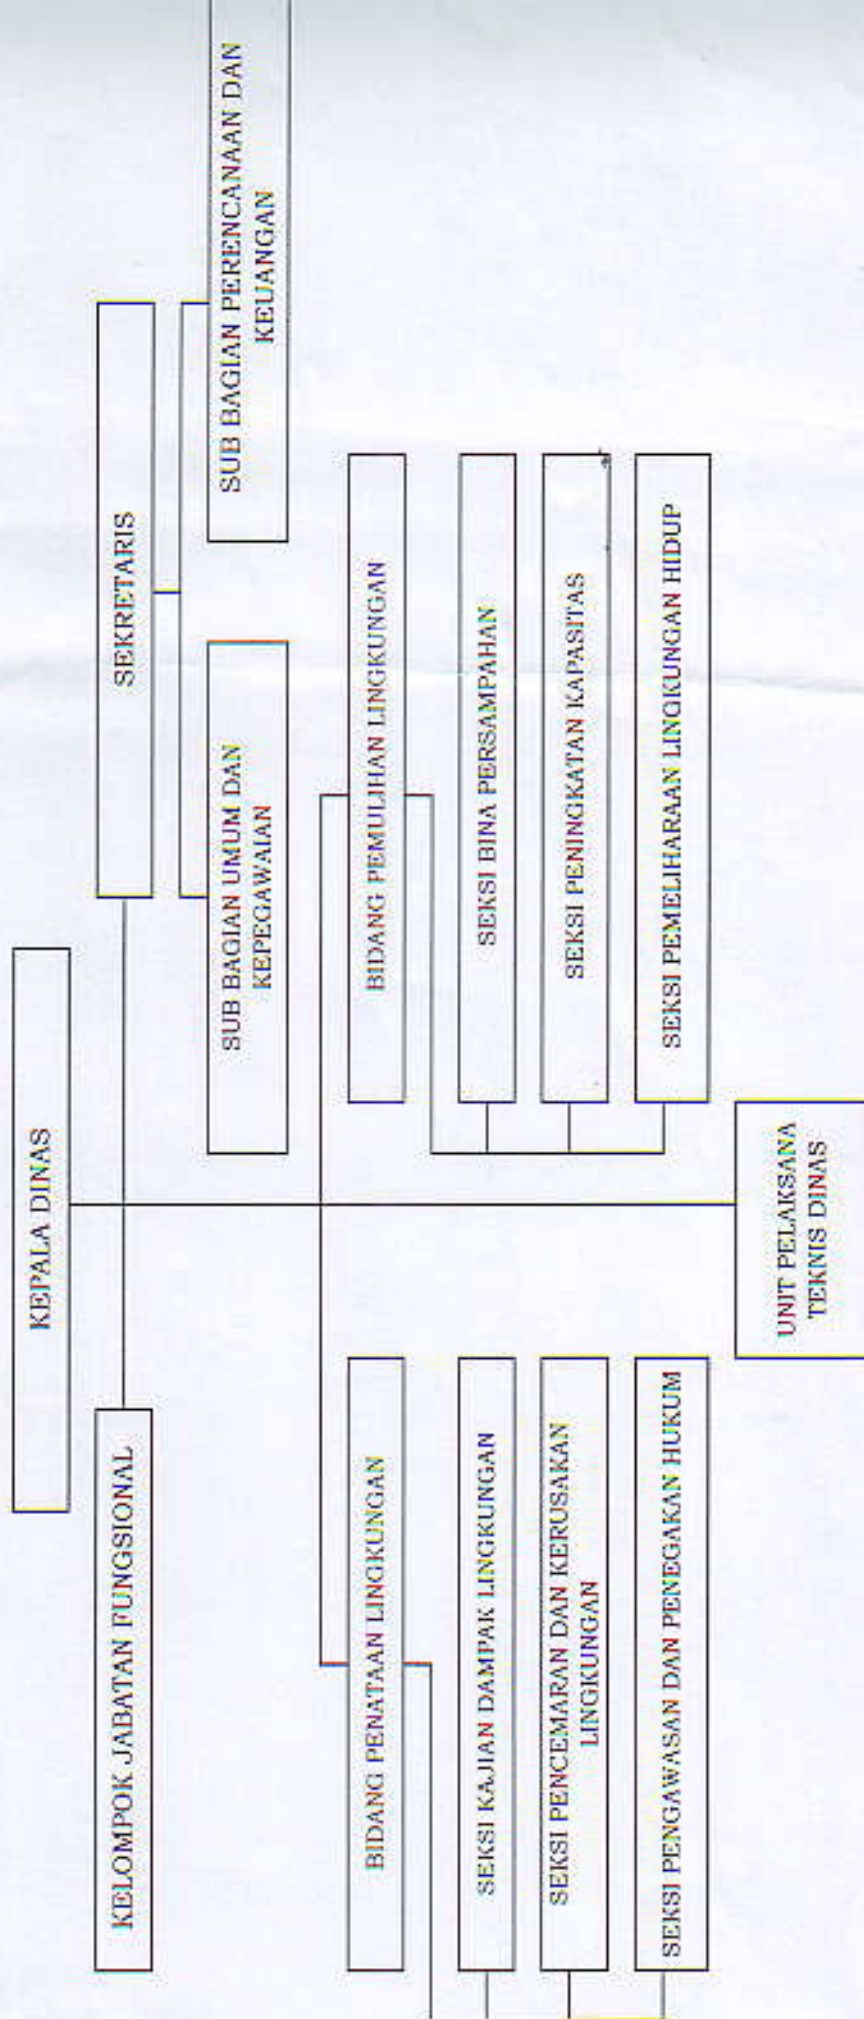 KEPALA DINAS
KELOMPOK JABATAN FUNGSIONAL
SEKRETARIS
SUB BAGIAN UMUM DAN
KEPEGAWAIAN
SUB BAGIAN PERENCANAAN DAN
KEUANGAN
BIDANG PENATAAN LINGKUNGAN
SEKSI KAJIAN DAMPAK LINGKUNGAN
SEKSI PENCEMARAN DAN KERUSAKAN
LINGKUNGAN
SEKSI PENGAWASAN DAN PENEGAKAN HUKUM
BIDANG PEMULIHAN LINGKUNGAN
SEKSI BINA PERSAMPAHAN
SEKSI PENINGKATAN KAPASITAS
SEKSI PEMELIHARAAN LINGKUNGAN HIDUP
UNIT PELAKSANA
TEKNIS DINAS